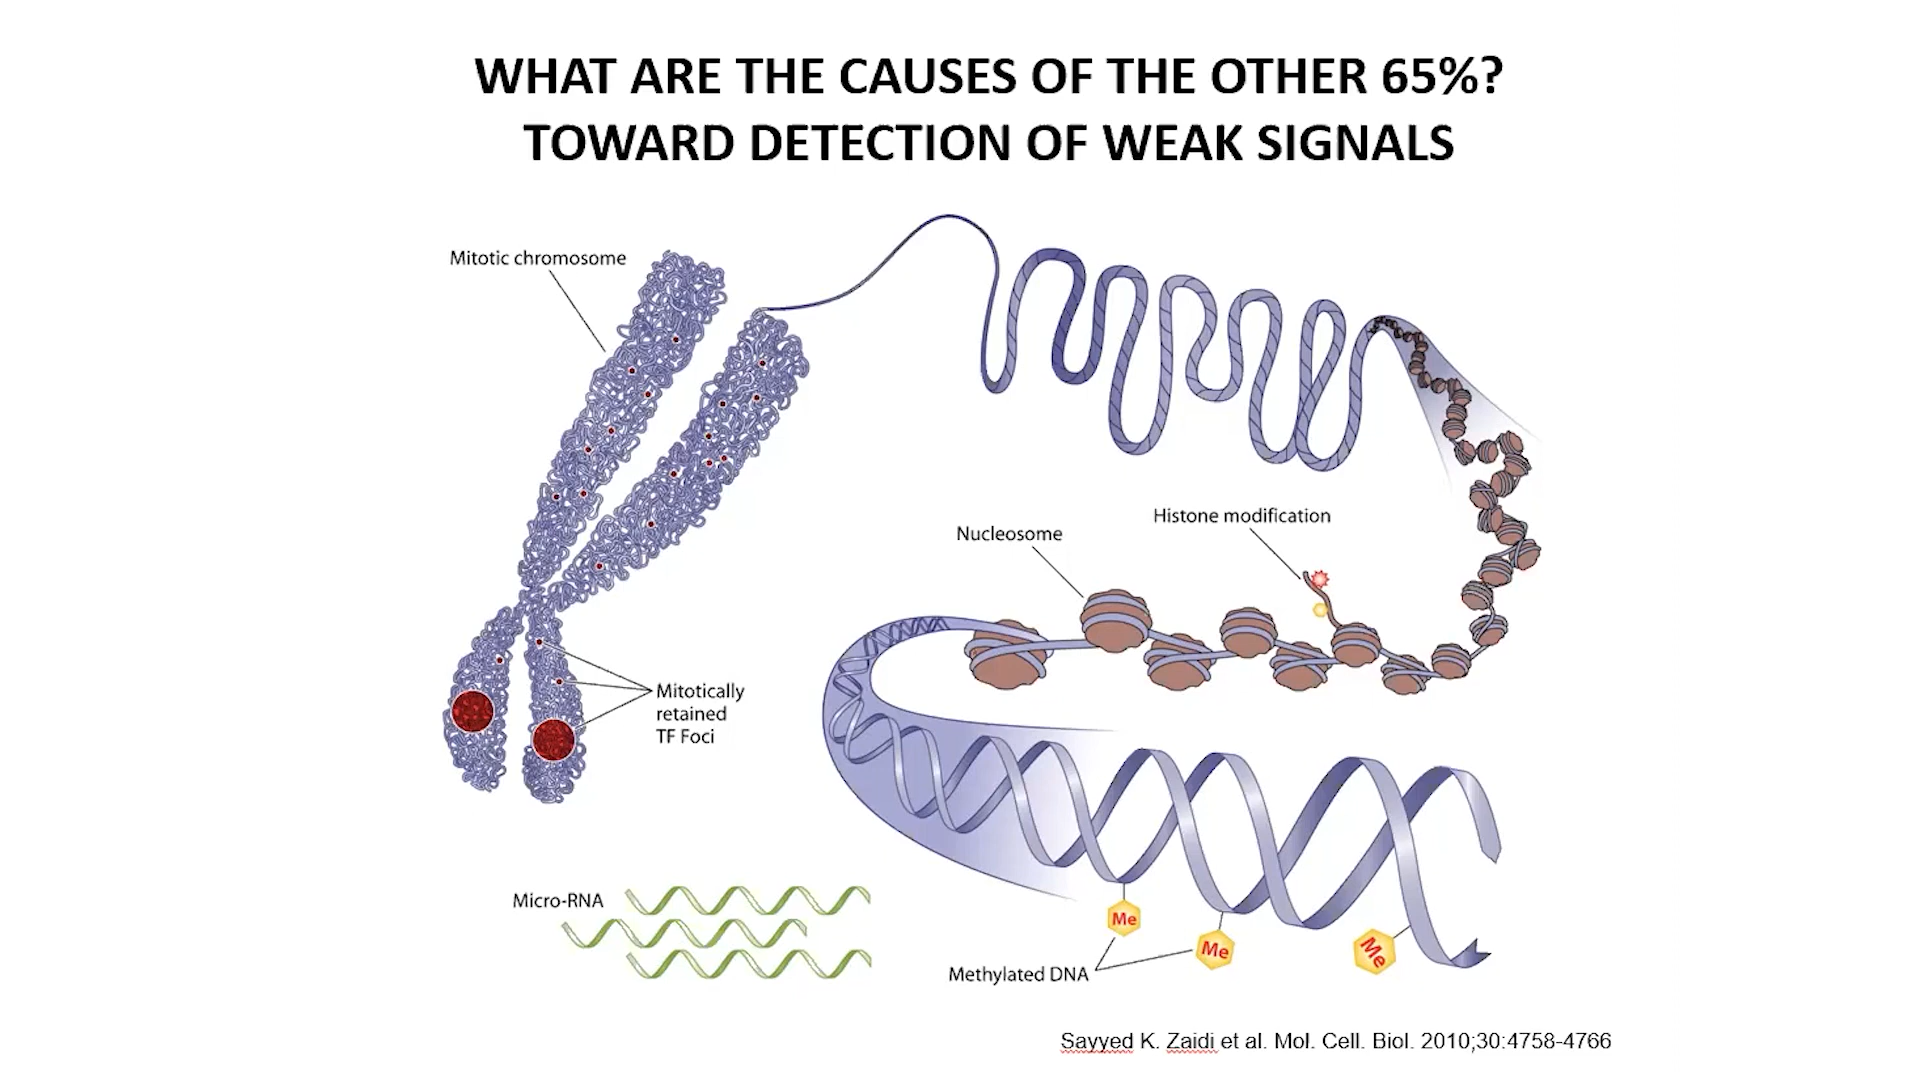 WHAT ARE THE CAUSES OF THE OTHER 65%?
TOWARD DETECTION OF WEAK SIGNALS
Mitotic chromosome
Histone modification
Nucleosome
Mitotically
retained
TF Foci
Micro-RNA
Me
Me
Me
Methylated DNA
Sayyed K. Zaidi et al. Mol. Cell. Biol. 2010;30:4758-4766